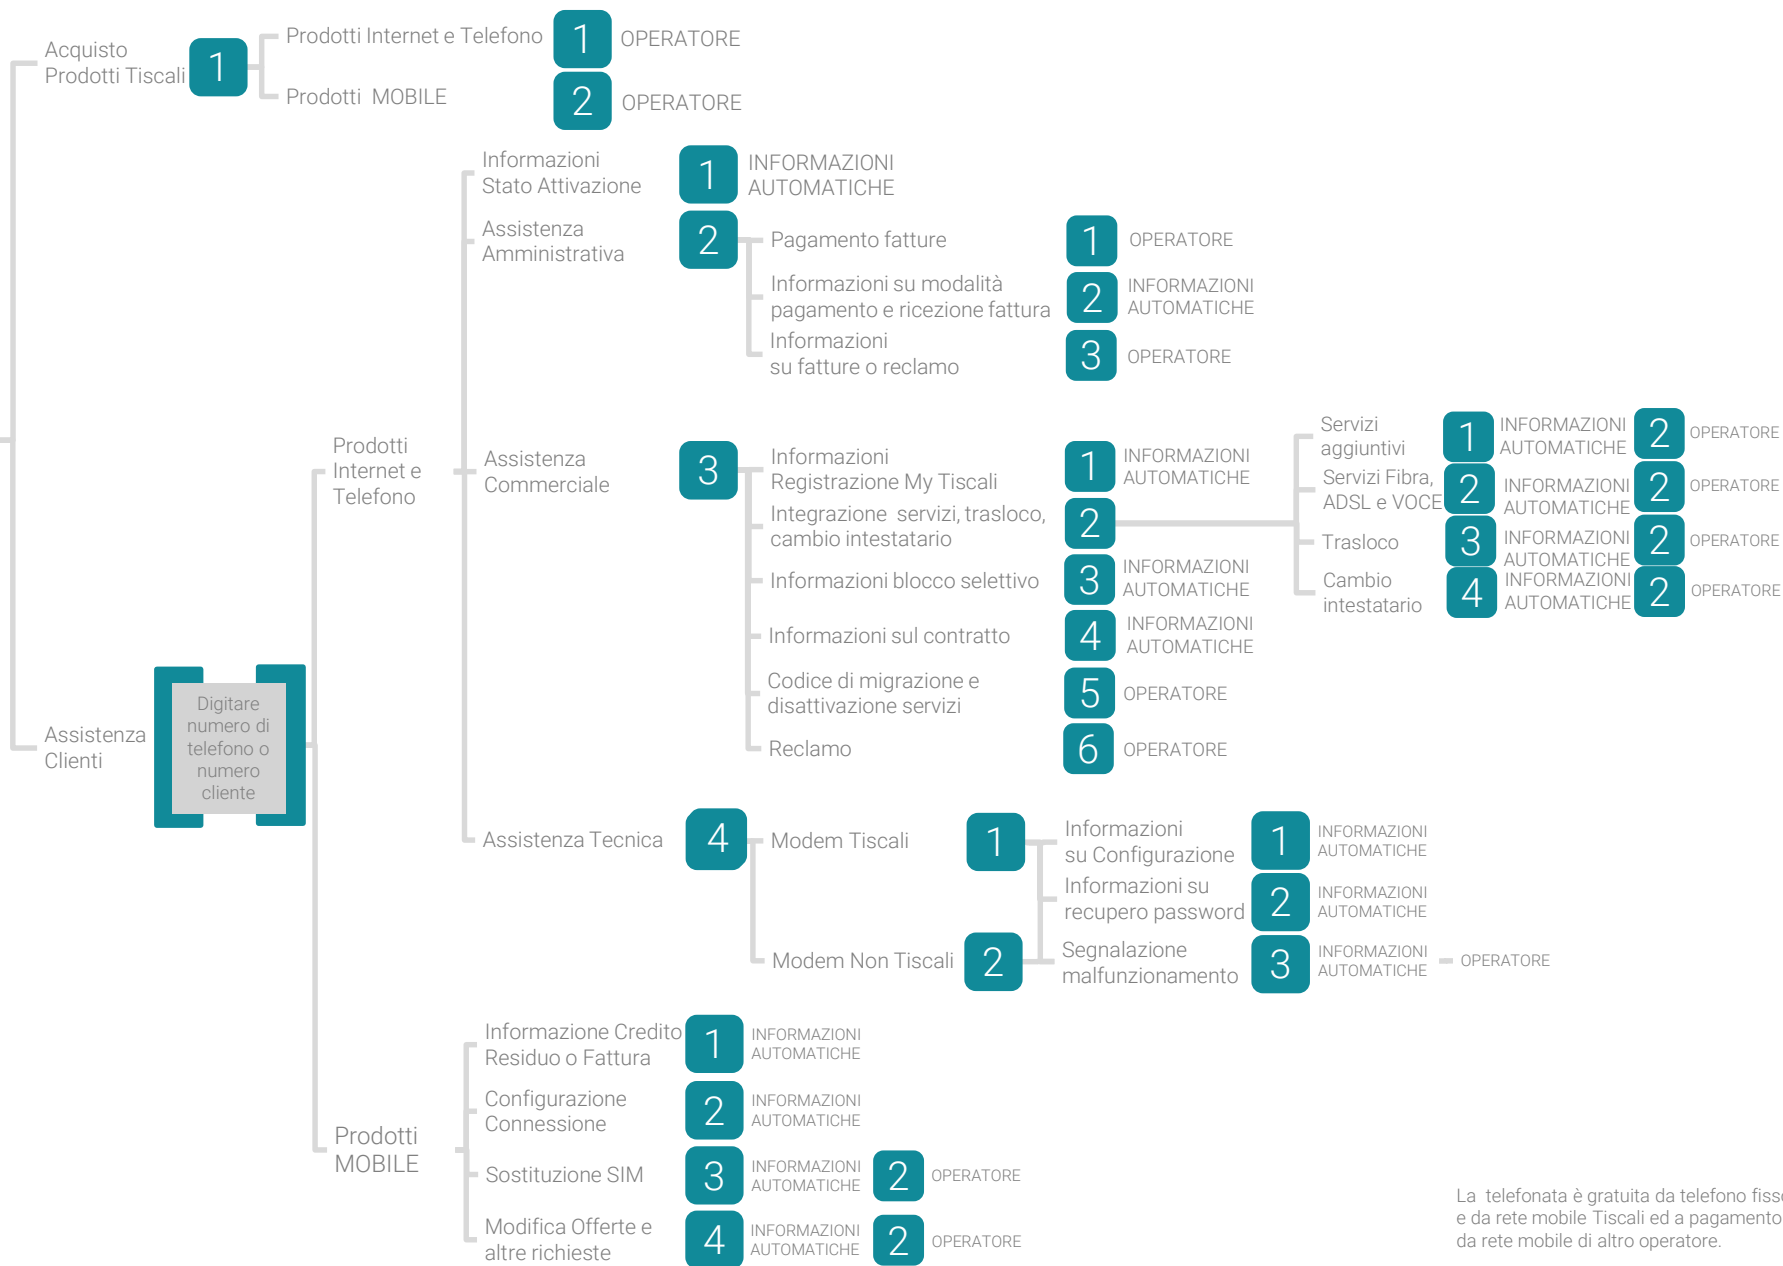 Acquisto
Prodotti Tiscali
1
Prodotti Internet e Telefono
1
OPERATORE
Prodotti MOBILE
2
OPERATORE
Assistenza
Clienti
Digitare
numero di
telefono o
numero
cliente
Prodotti
Internet e
Telefono
Informazioni
Stato Attivazione
1
INFORMAZIONI
AUTOMATICHE
Assistenza
Amministrativa
2
Pagamento fatture
1
OPERATORE
Informazioni su modalità
pagamento e ricezione fattura
2
INFORMAZIONI
AUTOMATICHE
Informazioni
su fatture o reclamo
3
OPERATORE
Assistenza
Commerciale
3
Informazioni
Registrazione My Tiscali
1
INFORMAZIONI
AUTOMATICHE
Integrazione servizi, trasloco,
cambio intestatario
2
Servizi
aggiuntivi
1
INFORMAZIONI
AUTOMATICHE
2
OPERATORE
Servizi Fibra,
ADSL e VOCE
2
INFORMAZIONI
AUTOMATICHE
2
OPERATORE
Trasloco
3
INFORMAZIONI
AUTOMATICHE
2
OPERATORE
Cambio
intestatario
4
INFORMAZIONI
AUTOMATICHE
2
OPERATORE
Informazioni blocco selettivo
3
INFORMAZIONI
AUTOMATICHE
Informazioni sul contratto
4
INFORMAZIONI
AUTOMATICHE
Codice di migrazione e
disattivazione servizi
5
OPERATORE
Reclamo
6
OPERATORE
Assistenza Tecnica
4
Modem Tiscali
1
Modem Non Tiscali
2
Informazioni
su Configurazione
1
INFORMAZIONI
AUTOMATICHE
Informazioni su
recupero password
2
INFORMAZIONI
AUTOMATICHE
Segnalazione
malfunzionamento
3
INFORMAZIONI
AUTOMATICHE
OPERATORE
Prodotti
MOBILE
Informazione Credito
Residuo o Fattura
1
INFORMAZIONI
AUTOMATICHE
Configurazione
Connessione
2
INFORMAZIONI
AUTOMATICHE
Sostituzione SIM
3
INFORMAZIONI
AUTOMATICHE
2
OPERATORE
Modifica Offerte e
altre richieste
4
INFORMAZIONI
AUTOMATICHE
2
OPERATORE
La telefonata è gratuita da telefono fisso
e da rete mobile Tiscali ed a pagamento
da rete mobile di altro operatore.